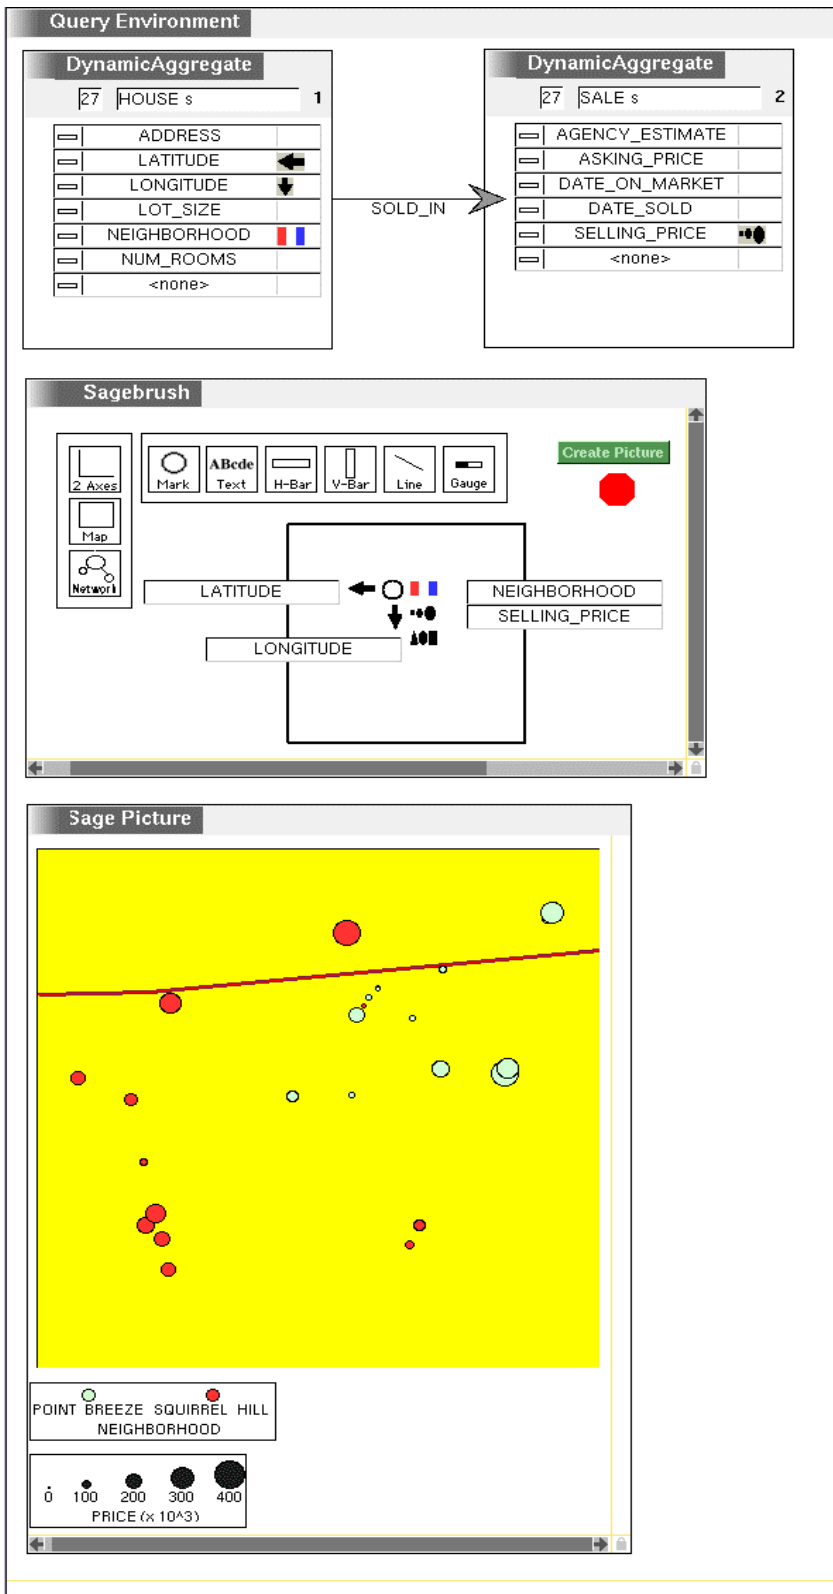 Query Environment
DynamicAggregate
27 HOUSE s 1
ADDRESS
LATITUDE
LONGITUDE
LOT_SIZE
NEIGHBORHOOD
NUM_ROOMS
<none>
SOLD_IN
DynamicAggregate
27 SALE s 2
AGENCY_ESTIMATE
ASKING_PRICE
DATE_ON_MARKET
DATE_SOLD
SELLING_PRICE
<none>
Sagebrush
2 Axes
Map
Network
Mark
ABcde
Text
H-Bar
V-Bar
Line
Gauge
Create Picture
LATITUDE
LONGITUDE
NEIGHBORHOOD
SELLING_PRICE
Sage Picture
POINT BREEZE SQUIRREL HILL
NEIGHBORHOOD
0 100 200 300 400
PRICE (x 10^3)